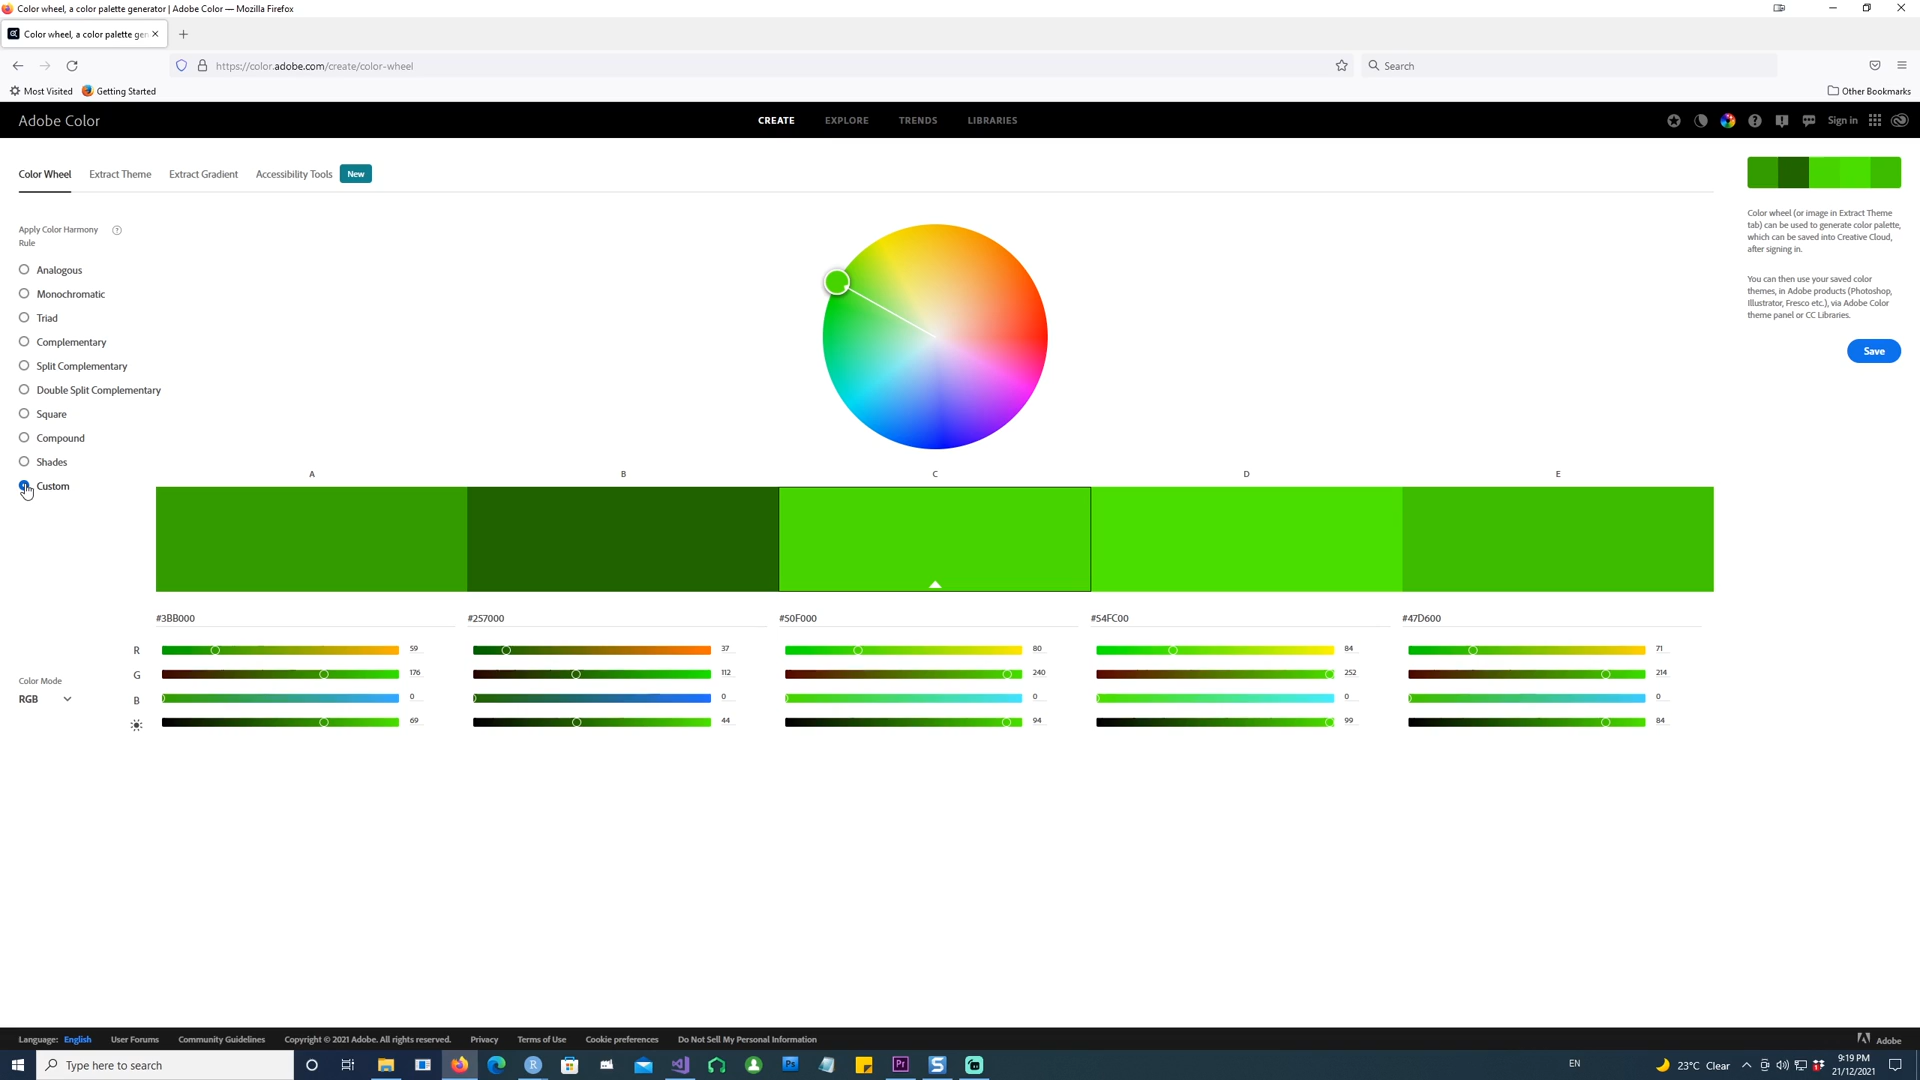 Color wheel, a color palette generator | Adobe Color — Mozilla Firefox
Color wheel, a color palette gen
https://color.adobe.com/create/color-wheel
Search
Most Visited
Getting Started
Other Bookmarks
Adobe Color
CREATE
EXPLORE
TRENDS
LIBRARIES
Sign in
Color Wheel
Extract Theme
Extract Gradient
Accessibility Tools
New
Apply Color Harmony
Rule
Analogous
Monochromatic
Triad
Complementary
Split Complementary
Double Split Complementary
Square
Compound
Shades
Custom
Color wheel (or image in Extract Theme
tab) can be used to generate color palette,
which can be saved into Creative Cloud,
after signing in.
You can then use your saved color
themes, in Adobe products (Photoshop,
Illustrator, Fresco etc.), via Adobe Color
theme panel or CC Libraries.
Save
A B C D E
#3BB000 #257000 #50F000 #54FC00 #47D600
R 59 37 80 84 71
G 176 112 240 252 214
B 0 0 0 0 0
69 44 94 99 84
Color Mode
RGB
Language: English User Forums Community Guidelines Copyright © 2021 Adobe. All rights reserved. Privacy Terms of Use Cookie preferences Do Not Sell My Personal Information
Adobe
Type here to search
R
Ps
Pr
S
EN
23°C Clear
9:19 PM
21/12/2021